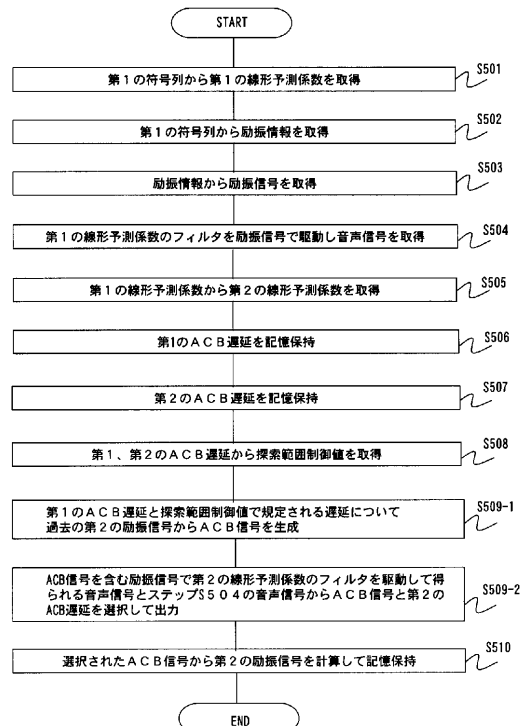 START
第１の符号列から第１の線形予測係数を取得
S501
第１の符号列から励振情報を取得
S502
励振情報から励振信号を取得
S503
第１の線形予測係数のフィルタを励振信号で駆動し音声信号を取得
S504
第１の線形予測係数から第２の線形予測係数を取得
S505
第1のＡＣＢ遅延を記憶保持
S506
第２のＡＣＢ遅延を記憶保持
S507
第１、第２のＡＣＢ遅延から探索範囲制御値を取得
S508
第１のＡＣＢ遅延と探索範囲制御値で規定される遅延について
過去の第２の励振信号からＡＣＢ信号を生成
S509-1
ACB信号を含む励振信号で第２の線形予測係数のフィルタを駆動して得
られる音声信号とステップＳ５０４の音声信号からＡＣＢ信号と第２の
ACB遅延を選択して出力
S509-2
選択されたＡＣＢ信号から第２の励振信号を計算して記憶保持
S510
END